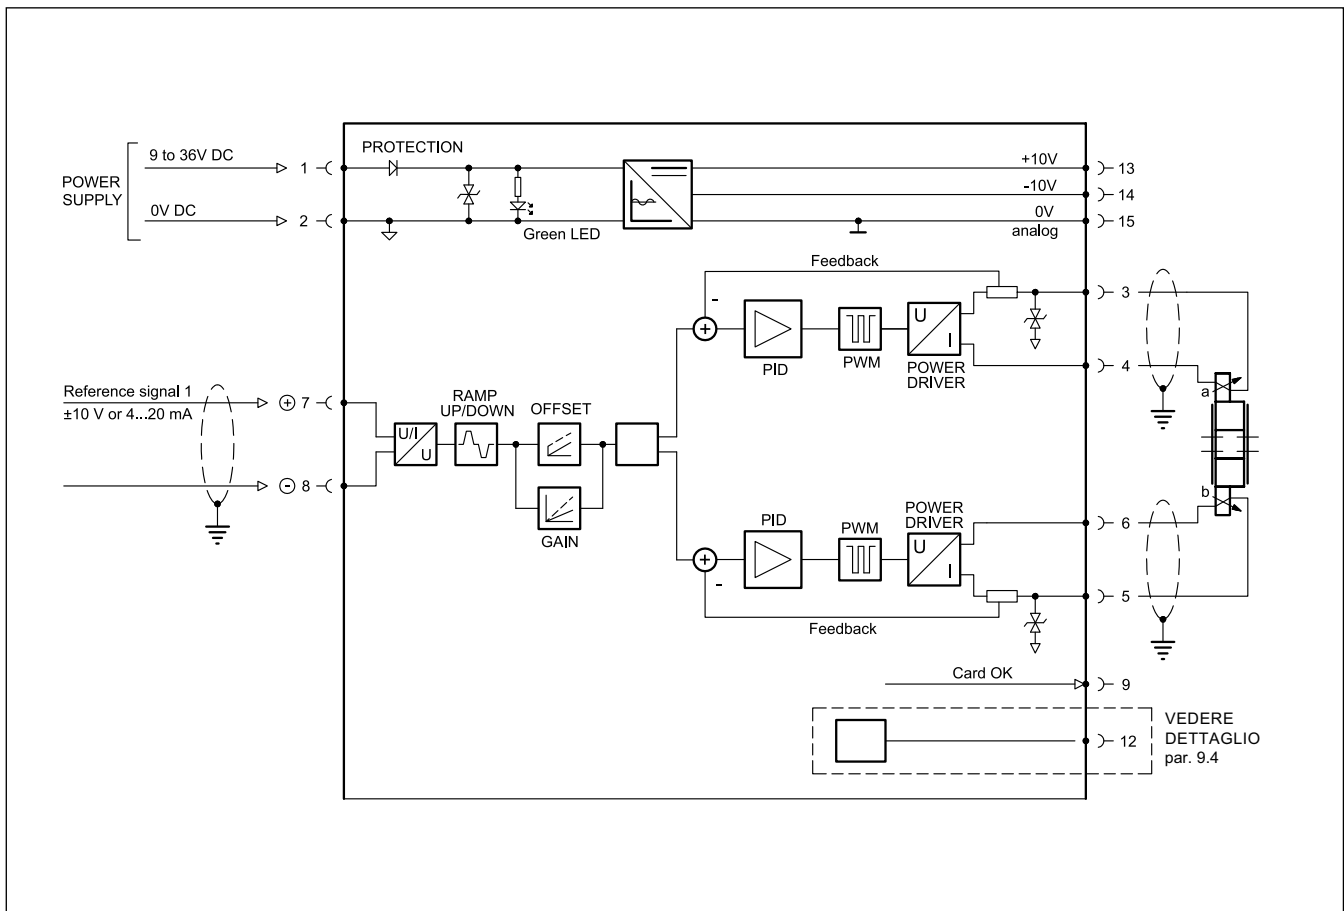 POWER
SUPPLY
9 to 36V DC
1
0V DC
2
PROTECTION
Green LED
+10V
13
-10V
14
0V
analog
15
Feedback
-
PID
PWM
U
I
POWER
DRIVER
3
4
a
Reference signal 1
±10 V or 4...20 mA
+
7
-
8
U/I
U
RAMP
UP/DOWN
OFFSET
GAIN
+
b
PID
PWM
POWER
DRIVER
U
I
6
5
+
-
Feedback
Card OK
9
12
VEDERE
DETTAGLIO
par. 9.4